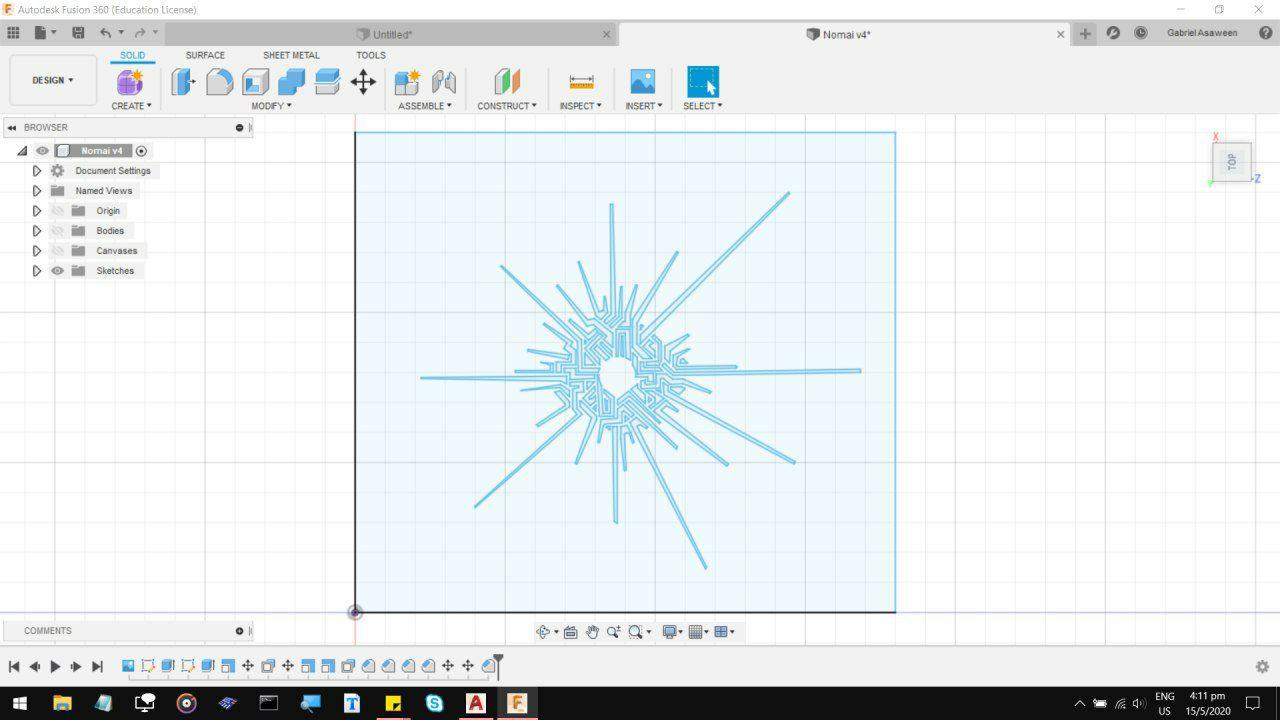 Autodesk Fusion 360 (Education License)
Untitled*
Nomai v4*
Gabriel Asaween
SOLID SURFACE SHEET METAL TOOLS
DESIGN
CREATE MODIFY ASSEMBLE CONSTRUCT INSPECT INSERT SELECT
BROWSER
Nomai v4
Document Settings
Named Views
Origin
Bodies
Canvases
Sketches
X
TOP
Z
Y
COMMENTS
ENG
US
4:11 pm
15/5/2020